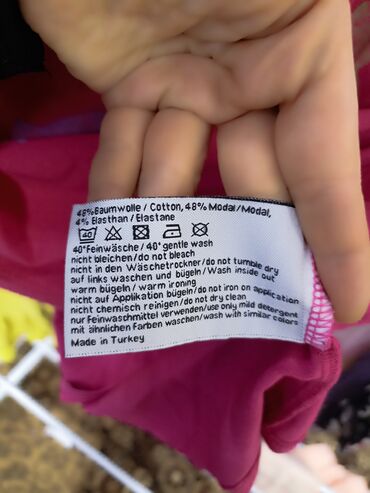 48%Baumwolle / Cotton, 48% Modal/Modal,
4% Elasthan / Elastane
40
40°Feinwäsche / 40° gentle wash
nicht bleichen/do not bleach
nicht in den Wäschetrockner/do not tumble dry
auf links waschen und bügeln/Wash inside out
warm bügeln / warm ironing
nicht auf Applikation bügeln/do not iron on application
nicht chemisch reinigen/do not dry clean
nur Feinwaschmittel verwenden/use only mild detergent
mit ähnlichen Farben waschen/wash with similar colors
Made in Turkey